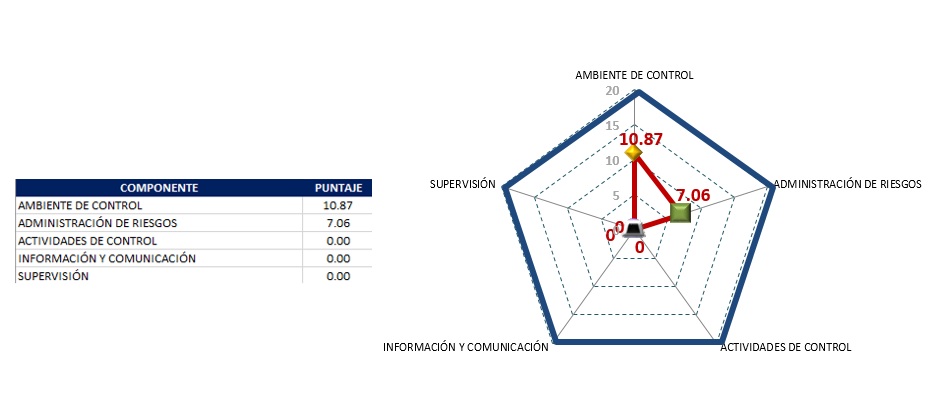 COMPONENTE PUNTAJE
AMBIENTE DE CONTROL 10.87
ADMINISTRACIÓN DE RIESGOS 7.06
ACTIVIDADES DE CONTROL 0.00
INFORMACIÓN Y COMUNICACIÓN 0.00
SUPERVISIÓN 0.00
AMBIENTE DE CONTROL
20
15
10.87
10
SUPERVISIÓN
ADMINISTRACIÓN DE RIESGOS
5
7.06
0
0
0
INFORMACIÓN Y COMUNICACIÓN
ACTIVIDADES DE CONTROL